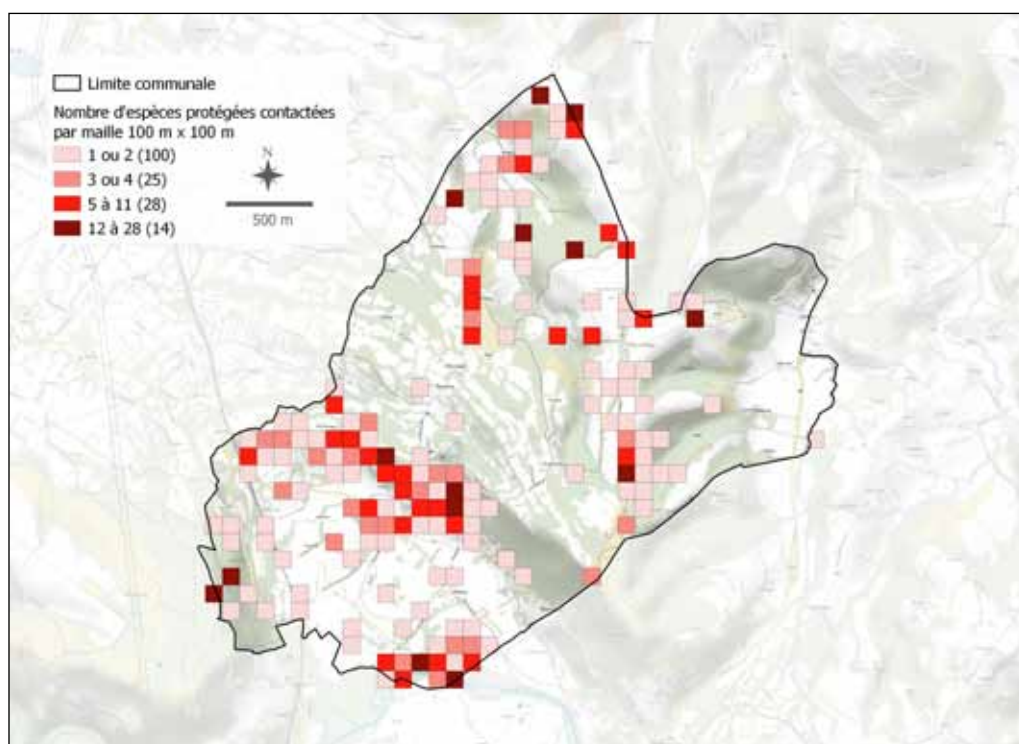 Limite communale
Nombre d'espèces protégées contactées
par maille 100 m x 100 m
1 ou 2 (100)
3 ou 4 (25)
5 à 11 (28)
12 à 28 (14)
N
500 m